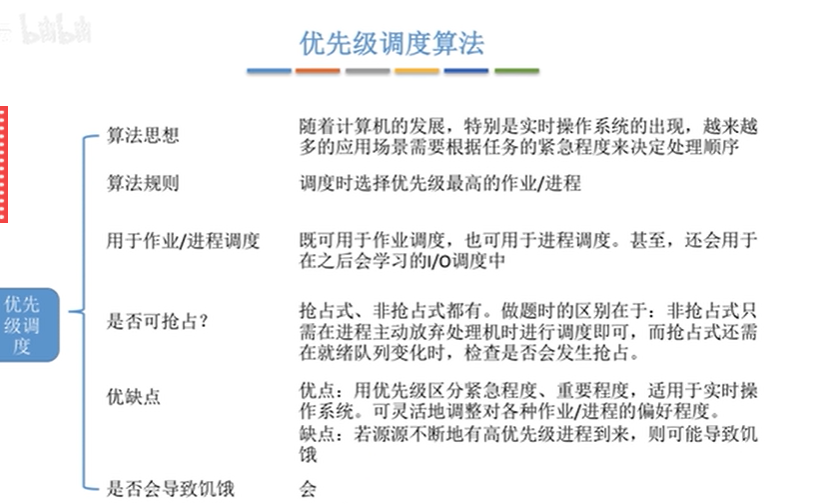 bilibili
优先级调度算法
优先
级调
度
算法思想
随着计算机的发展，特别是实时操作系统的出现，越来越
多的应用场景需要根据任务的紧急程度来决定处理顺序
算法规则
调度时选择优先级最高的作业/进程
用于作业/进程调度
既可用于作业调度，也可用于进程调度。甚至，还会用于
在之后会学习的I/O调度中
是否可抢占？
抢占式、非抢占式都有。做题时的区别在于：非抢占式只
需在进程主动放弃处理机时进行调度即可，而抢占式还需
在就绪队列变化时，检查是否会发生抢占。
优缺点
优点：用优先级区分紧急程度、重要程度，适用于实时操
作系统。可灵活地调整对各种作业/进程的偏好程度。
缺点：若源源不断地有高优先级进程到来，则可能导致饥
饿
是否会导致饥饿
会